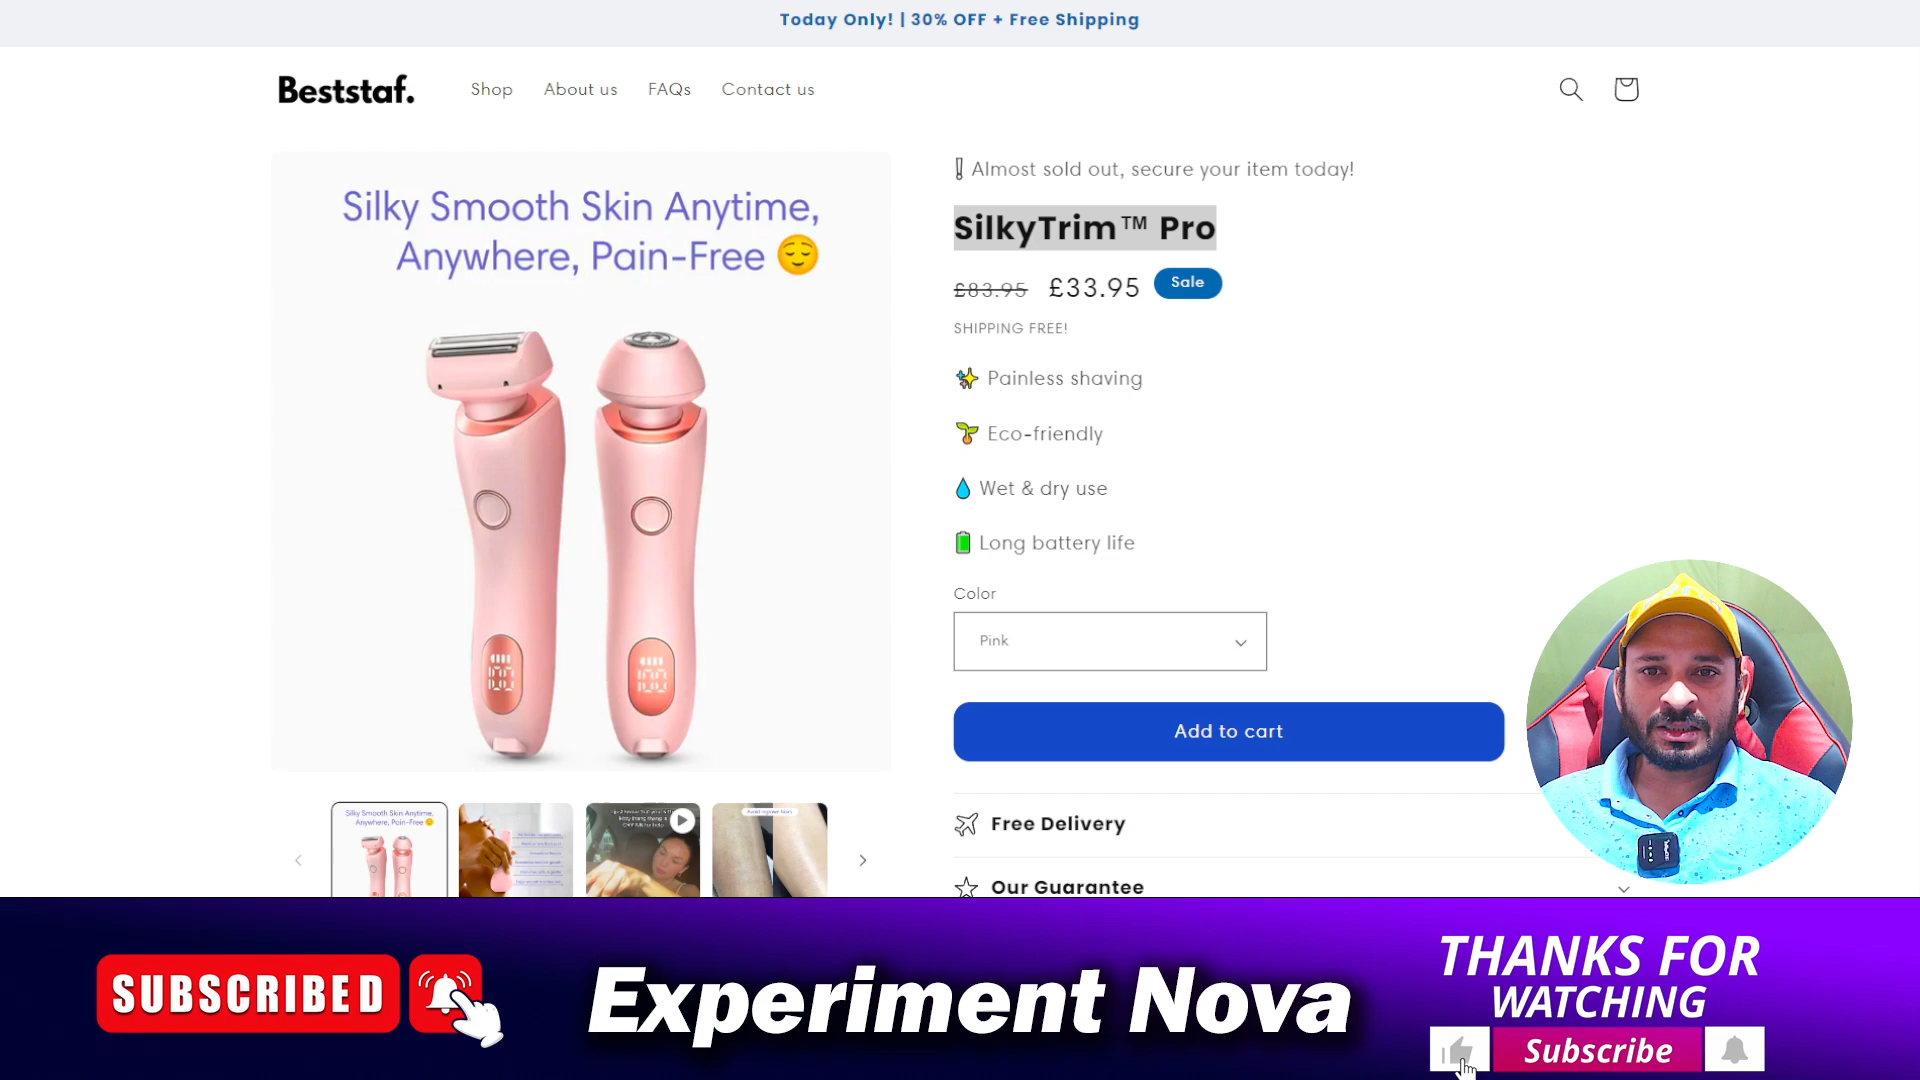 Today Only! | 30% OFF + Free Shipping
Beststaf.
Shop
About us
FAQs
Contact us
Silky Smooth Skin Anytime,
Anywhere, Pain-Free 😌
100
100
❕ Almost sold out, secure your item today!
SilkyTrim™ Pro
£83.95 £33.95 Sale
SHIPPING FREE!
✨ Painless shaving
🌱 Eco-friendly
💧 Wet & dry use
🔋 Long battery life
Color
Pink
Add to cart
Free Delivery
Our Guarantee
Silky Smooth Skin Anytime,
Anywhere, Pain-Free 😌
SUBSCRIBED
Experiment Nova
THANKS FOR
WATCHING
Subscribe